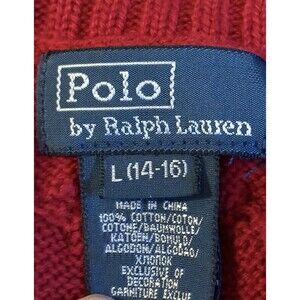 Polo
by Ralph Lauren
L (14-16)
MADE IN CHINA
100% COTTON/COTON/
COTONE/BAUMWOLLE/
KATOEN/BOMULD/
ALGODON/ALGODAO/
ХЛОПОК
EXCLUSIVE OF
DECORATION
GARNITURE EXCLUE